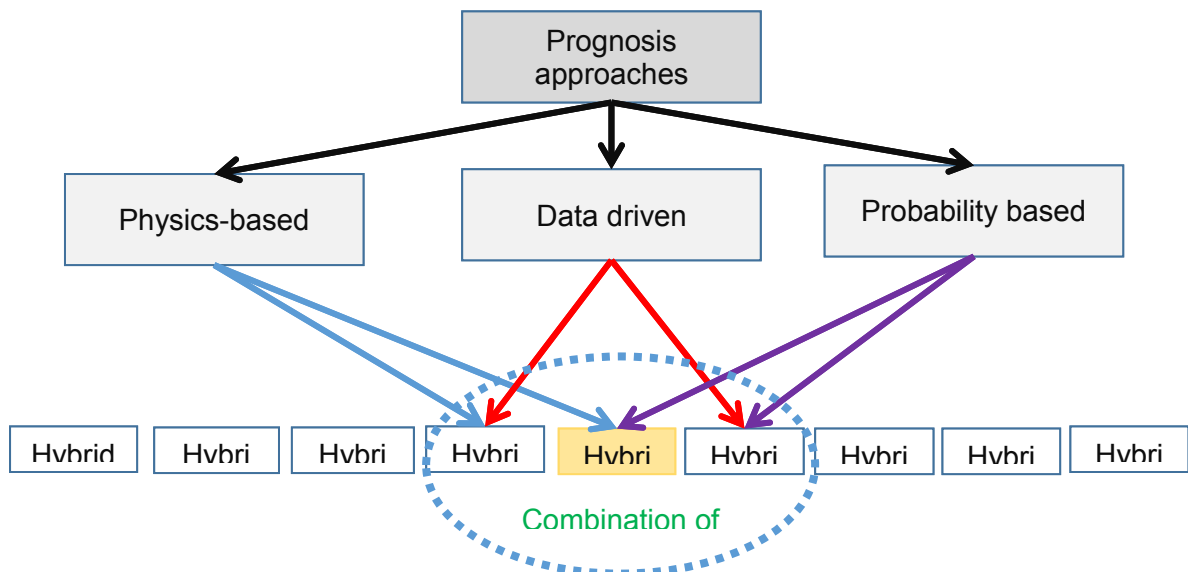 Prognosis
approaches
Physics-based
Data driven
Probability based
Hybrid
Hybri
Hybri
Hybri
Hybri
Hybri
Hybri
Hybri
Hybri
Combination of